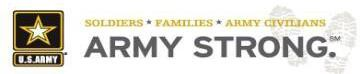 SOLDIERS ★ FAMILIES ★ ARMY CIVILIANS
ARMY STRONG.℠
U.S.ARMY